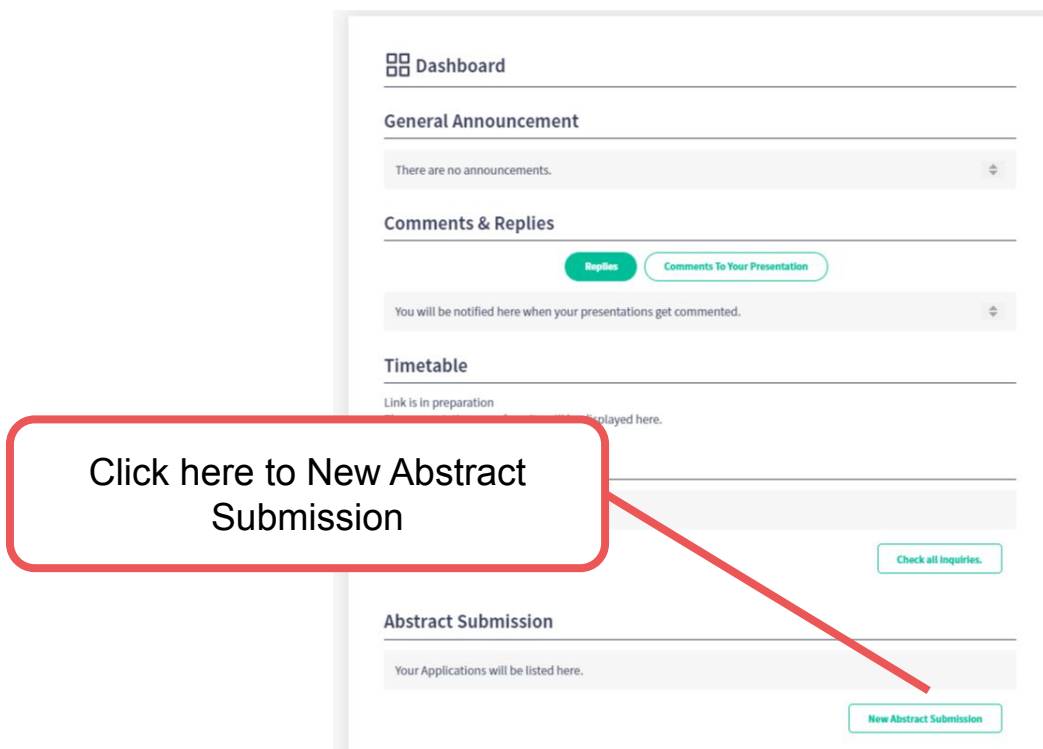 Dashboard
General Announcement
There are no announcements.
Comments & Replies
Replies
Comments To Your Presentation
You will be notified here when your presentations get commented.
Timetable
Link is in preparation
displayed here.
Click here to New Abstract
Submission
Check all inquiries.
Abstract Submission
Your Applications will be listed here.
New Abstract Submission